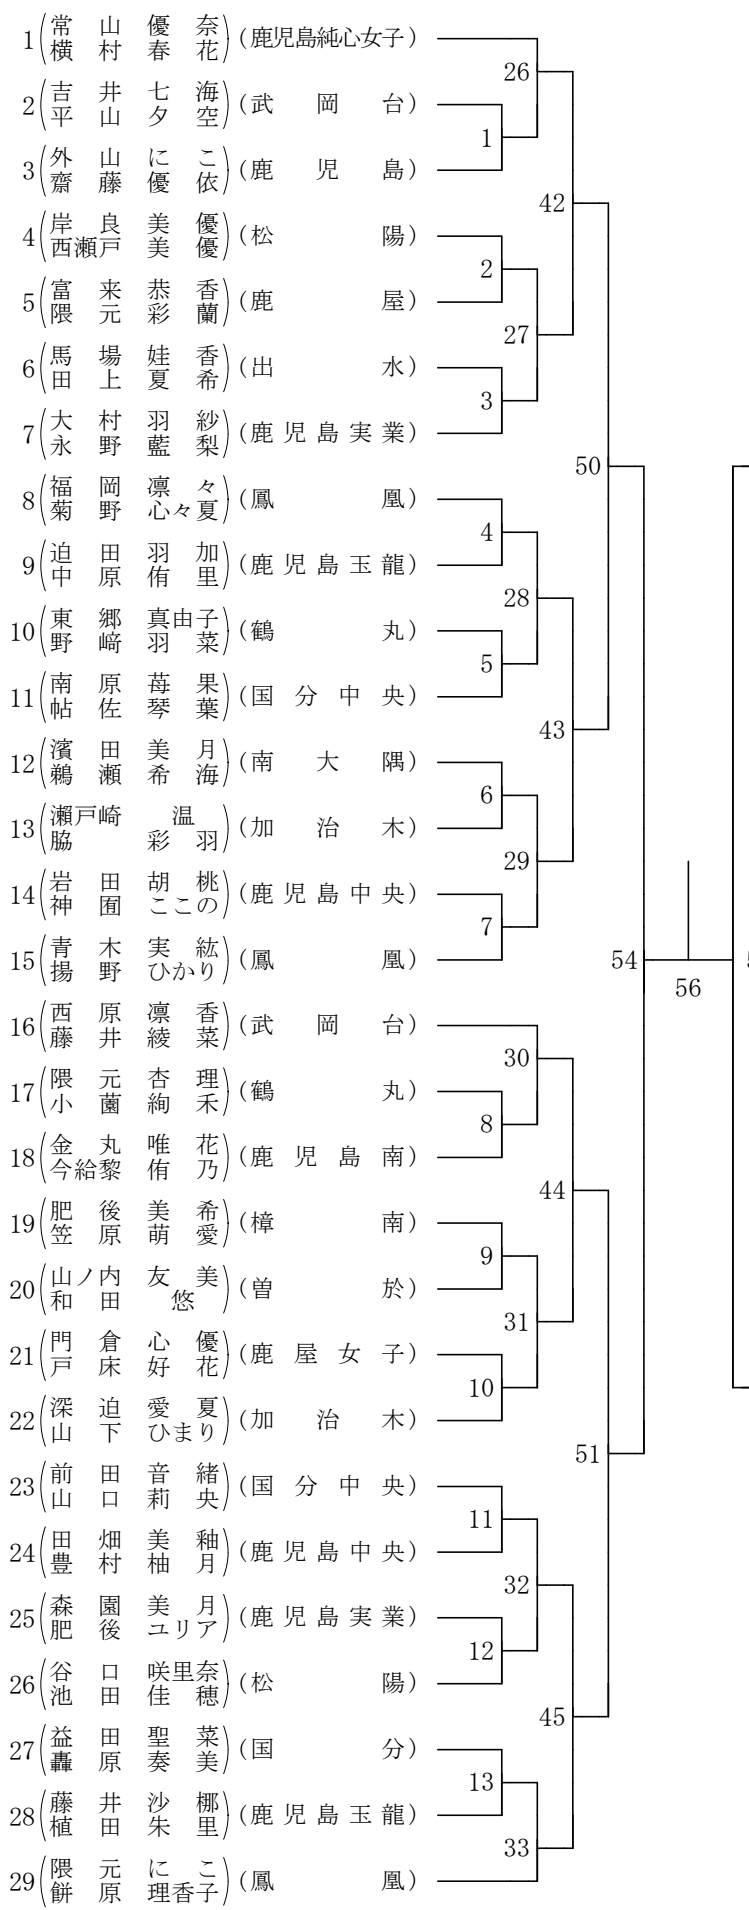 1 常山優奈 横村春花 (鹿児島純心女子)
26
2 吉井七海 平山夕空 (武岡台)
1
3 外山にこ 齋藤優依 (鹿児島)
42
4 岸良美優 西瀬戸美優 (松陽)
2
5 富来恭香 隈元彩蘭 (鹿屋)
27
6 馬場娃香 田上夏希 (出水)
3
7 大村羽紗 永野藍梨 (鹿児島実業)
50
8 福岡凛々 菊野心々夏 (鳳凰)
4
9 迫田羽加 中原侑里 (鹿児島玉龍)
28
10 東郷真由子 野﨑羽菜 (鶴丸)
5
11 南原苺果 帖佐琴葉 (国分中央)
43
12 濱田美月 鵜瀬希海 (南大隅)
6
13 瀬戸崎温 脇彩羽 (加治木)
29
14 岩田胡桃 神囿ここの (鹿児島中央)
7
15 青木実紘 揚野ひかり (鳳凰)
54
56
16 西原凛香 藤井綾菜 (武岡台)
30
17 隈元杏理 小薗絢禾 (鶴丸)
8
18 金丸唯花 今給黎侑乃 (鹿児島南)
44
19 肥後美希 笠原萌愛 (樟南)
9
20 山ノ内友美 和田悠 (曽於)
31
21 門倉心優 戸床好花 (鹿屋女子)
10
22 深迫愛夏 山下ひまり (加治木)
51
23 前田音緒 山口莉央 (国分中央)
11
24 田畑美釉 豊村柚月 (鹿児島中央)
32
25 森園美月 肥後ユリア (鹿児島実業)
12
26 谷口咲里奈 池田佳穂 (松陽)
45
27 益田聖菜 轟原奏美 (国分)
13
28 藤井沙梛 植田朱里 (鹿児島玉龍)
33
29 隈元にこ 餅原理香子 (鳳凰)